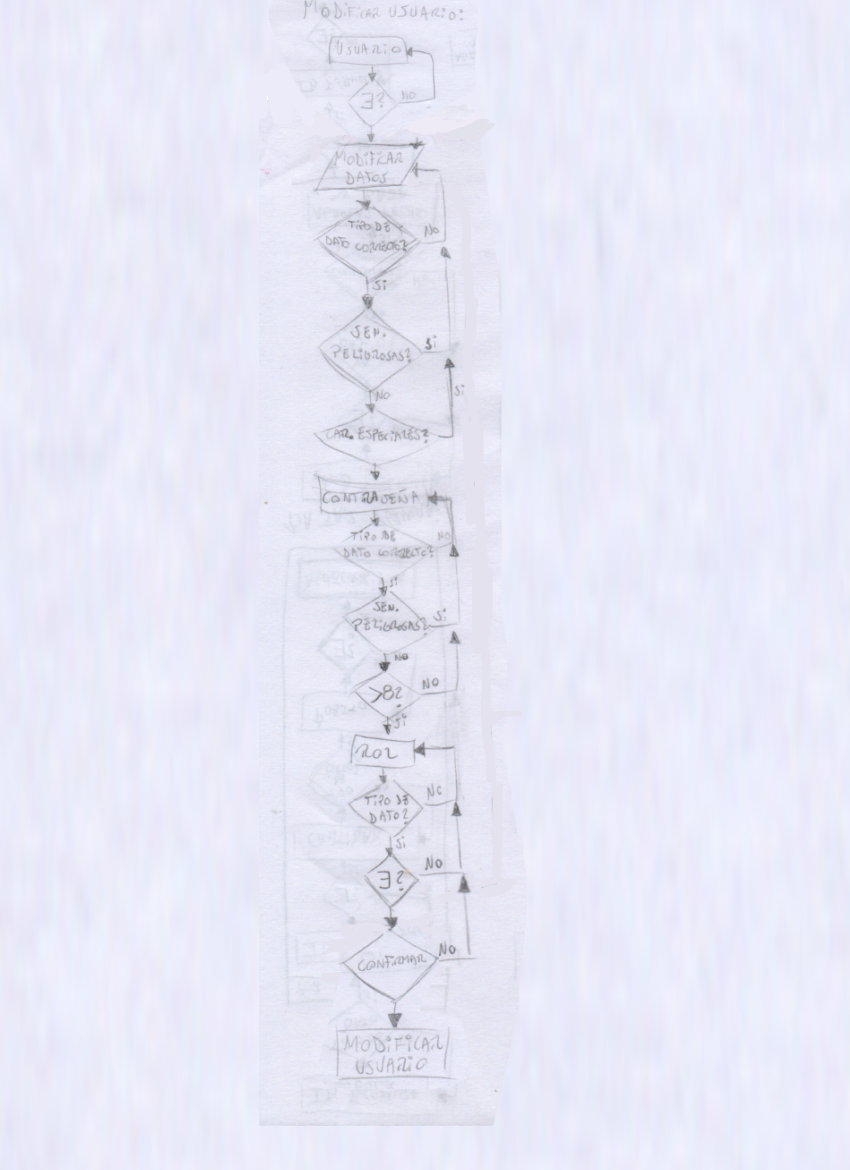 MODIFICAR USUARIO:
USUARIO
NO
∃?
MODIFICAR
DATOS
NO
TIPO DE
DATO CORRECTO?
Si
SEN.
PELIGROSAS?
Si
NO
Si
CAR. ESPECIALES?
CONTRASEÑA
TIPO DE
DATO CORRECTO?
NO
Si
SEN.
PELIGROSAS?
Si
NO
>8?
NO
Si
ROL
TIPO DE
DATO?
NO
Si
∃?
NO
CONFIRMAR
NO
MODIFICAR
USUARIO